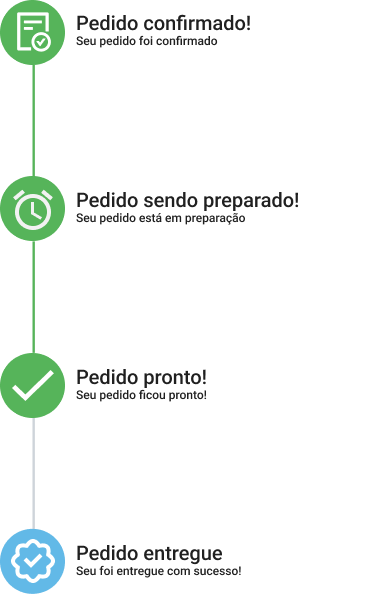 Pedido confirmado!
Seu pedido foi confirmado
Pedido sendo preparado!
Seu pedido está em preparação
Pedido pronto!
Seu pedido ficou pronto!
Pedido entregue
Seu foi entregue com sucesso!